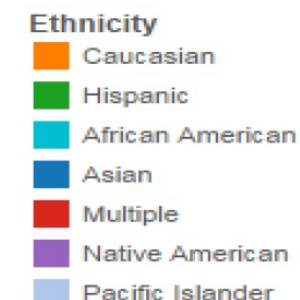 Ethnicity
Caucasian
Hispanic
African American
Asian
Multiple
Native American
Pacific Islander